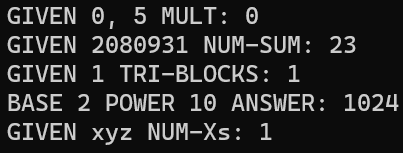 GIVEN 0, 5 MULT: 0
GIVEN 2080931 NUM-SUM: 23
GIVEN 1 TRI-BLOCKS: 1
BASE 2 POWER 10 ANSWER: 1024
GIVEN xyz NUM-Xs: 1